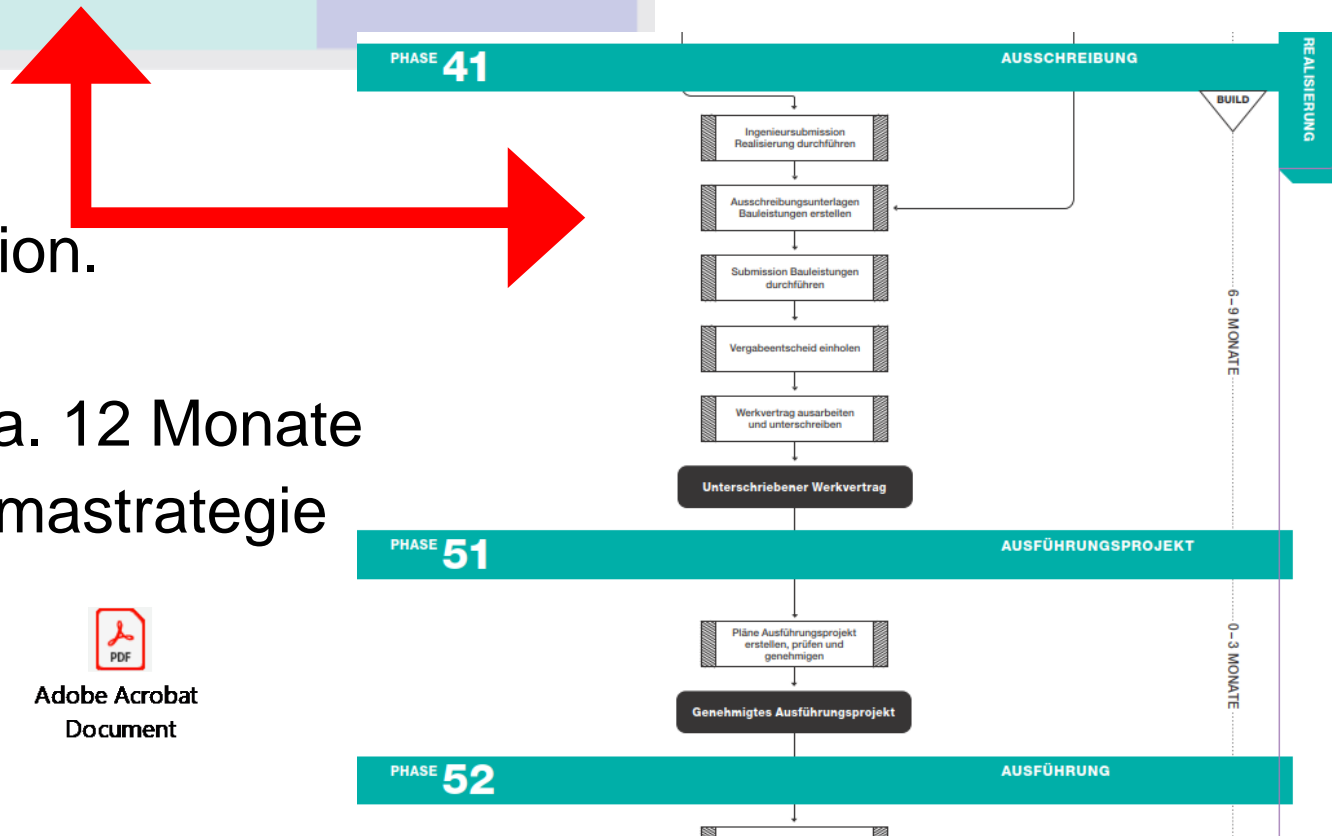 ion.
a. 12 Monate
mastrategie
PDF
Adobe Acrobat
Document
PHASE 41
AUSSCHREIBUNG
REALISIERUNG
BUILD
Ingenieursubmission
Realisierung durchführen
Ausschreibungsunterlagen
Bauleistungen erstellen
Submission Bauleistungen
durchführen
6–9 MONATE
Vergabeentscheid einholen
Werkvertrag ausarbeiten
und unterschreiben
Unterschriebener Werkvertrag
PHASE 51
AUSFÜHRUNGSPROJEKT
Pläne Ausführungsprojekt
erstellen, prüfen und
genehmigen
0–3 MONATE
Genehmigtes Ausführungsprojekt
PHASE 52
AUSFÜHRUNG